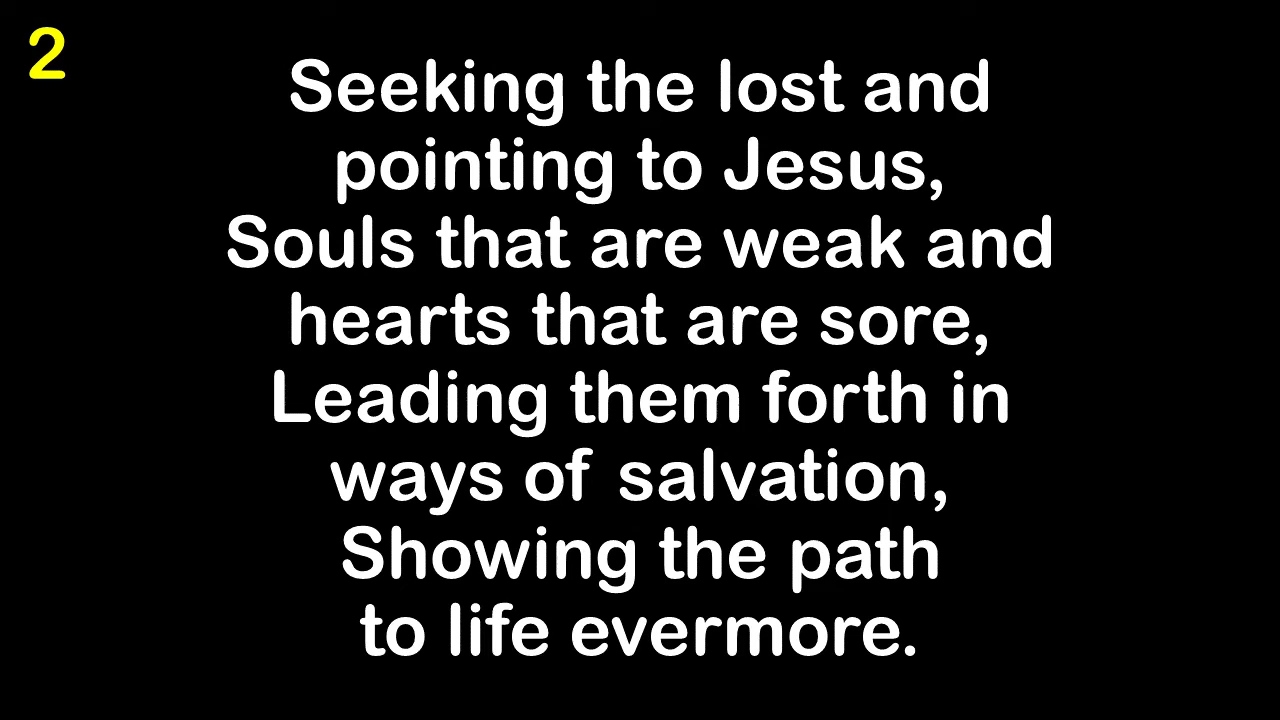 2
Seeking the lost and
pointing to Jesus,
Souls that are weak and
hearts that are sore,
Leading them forth in
ways of salvation,
Showing the path
to life evermore.